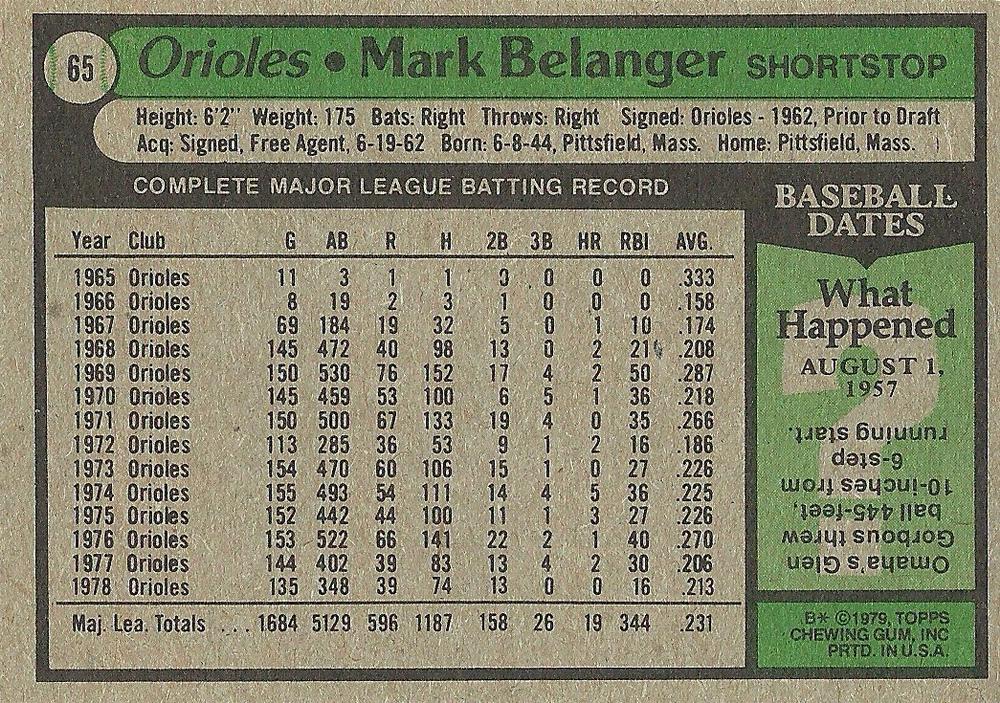 65 Orioles • Mark Belanger SHORTSTOP
Height: 6'2" Weight: 175 Bats: Right Throws: Right Signed: Orioles - 1962, Prior to Draft
Acq: Signed, Free Agent, 6-19-62 Born: 6-8-44, Pittsfield, Mass. Home: Pittsfield, Mass.
COMPLETE MAJOR LEAGUE BATTING RECORD
Year Club G AB R H 2B 3B HR RBI AVG.
1965 Orioles 11 3 1 1 0 0 0 0 .333
1966 Orioles 8 19 2 3 1 0 0 0 .158
1967 Orioles 69 184 19 32 5 0 1 10 .174
1968 Orioles 145 472 40 98 13 0 2 21 .208
1969 Orioles 150 530 76 152 17 4 2 50 .287
1970 Orioles 145 459 53 100 6 5 1 36 .218
1971 Orioles 150 500 67 133 19 4 0 35 .266
1972 Orioles 113 285 36 53 9 1 2 16 .186
1973 Orioles 154 470 60 106 15 1 0 27 .226
1974 Orioles 155 493 54 111 14 4 5 36 .225
1975 Orioles 152 442 44 100 11 1 3 27 .226
1976 Orioles 153 522 66 141 22 2 1 40 .270
1977 Orioles 144 402 39 83 13 4 2 30 .206
1978 Orioles 135 348 39 74 13 0 0 16 .213
Maj. Lea. Totals ... 1684 5129 596 1187 158 26 19 344 .231
BASEBALL
DATES
What
Happened
AUGUST 1,
1957
Omaha's Glen
Gorbous threw
ball 445-feet,
10-inches from
6-step
running start.
B* ©1979, TOPPS
CHEWING GUM, INC
PRTD. IN U.S.A.